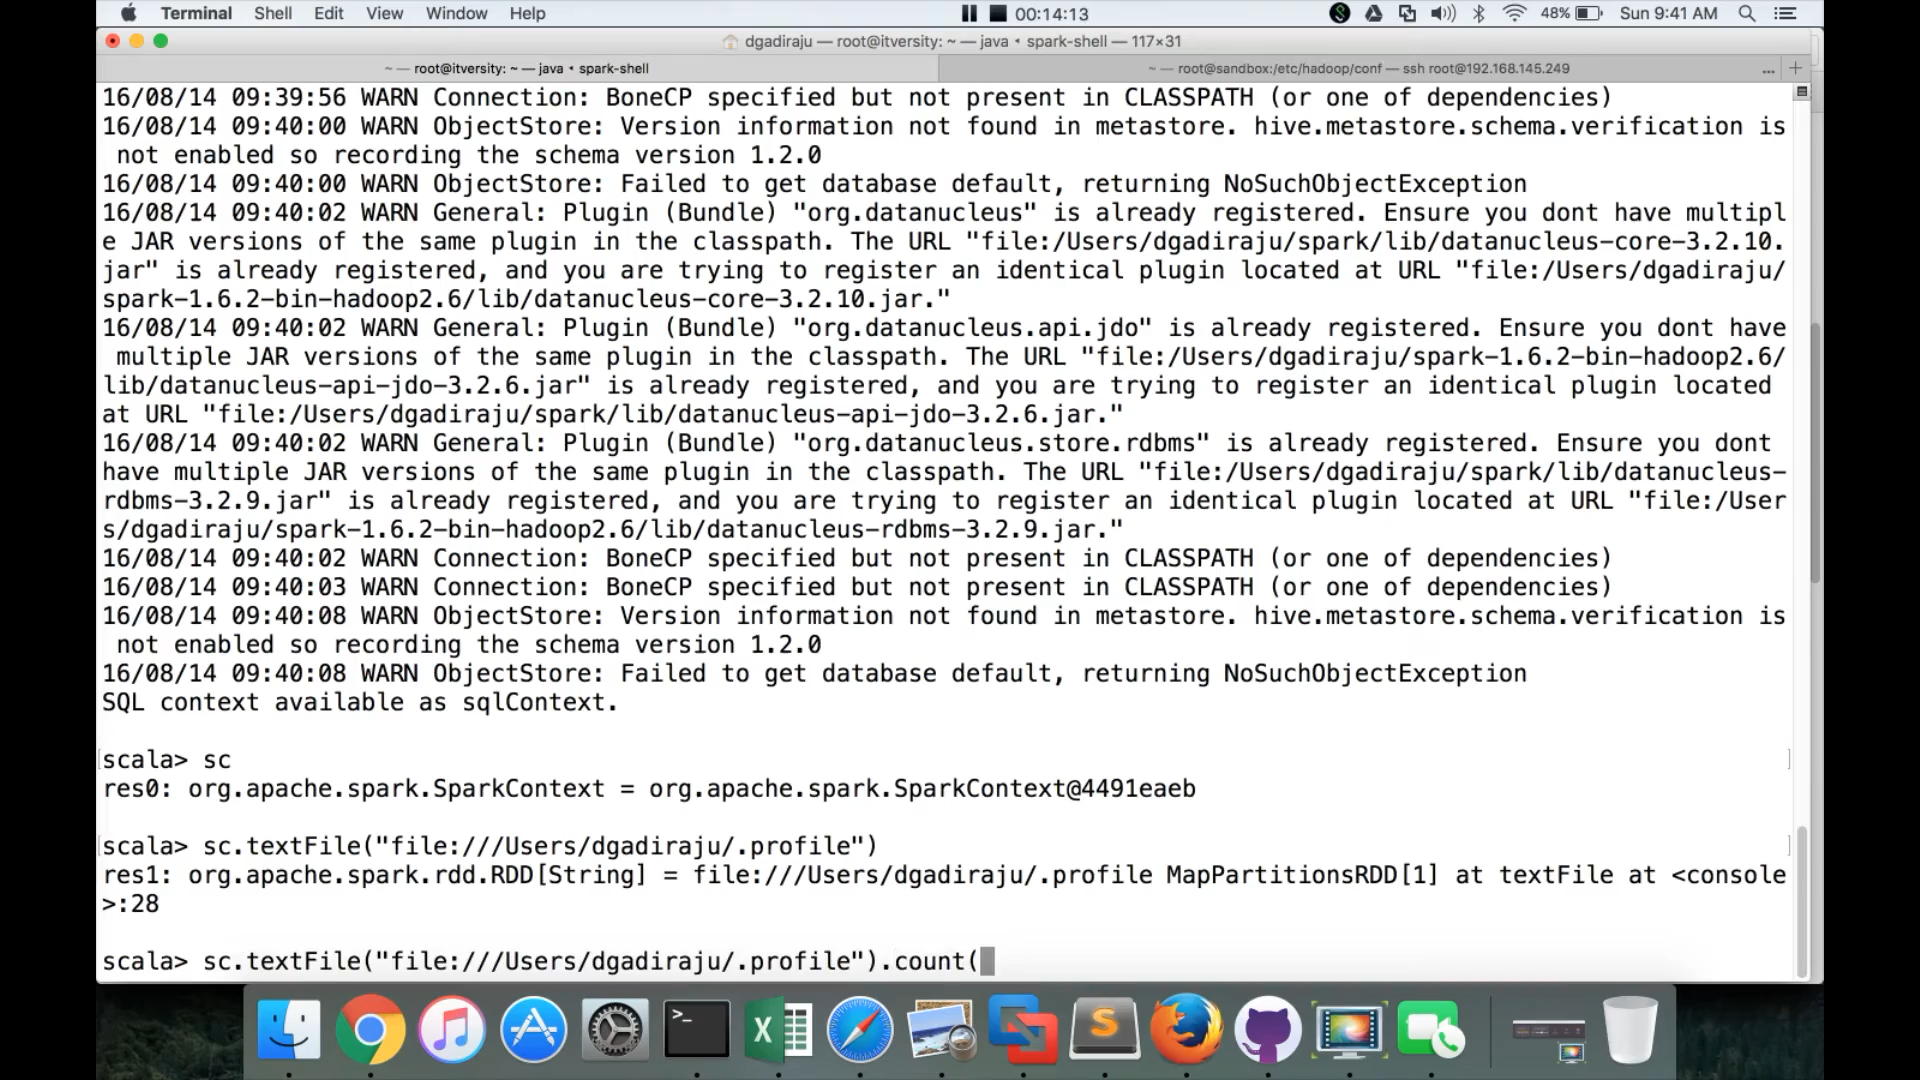 Terminal Shell Edit View Window Help 00:14:13 48% Sun 9:41 AM
dgadiraju — root@itversity: ~ — java • spark-shell — 117×31
~ — root@itversity: ~ — java • spark-shell ~ — root@sandbox:/etc/hadoop/conf — ssh root@192.168.145.249 ... +
16/08/14 09:39:56 WARN Connection: BoneCP specified but not present in CLASSPATH (or one of dependencies)
16/08/14 09:40:00 WARN ObjectStore: Version information not found in metastore. hive.metastore.schema.verification is
not enabled so recording the schema version 1.2.0
16/08/14 09:40:00 WARN ObjectStore: Failed to get database default, returning NoSuchObjectException
16/08/14 09:40:02 WARN General: Plugin (Bundle) "org.datanucleus" is already registered. Ensure you dont have multipl
e JAR versions of the same plugin in the classpath. The URL "file:/Users/dgadiraju/spark/lib/datanucleus-core-3.2.10.
jar" is already registered, and you are trying to register an identical plugin located at URL "file:/Users/dgadiraju/
spark-1.6.2-bin-hadoop2.6/lib/datanucleus-core-3.2.10.jar."
16/08/14 09:40:02 WARN General: Plugin (Bundle) "org.datanucleus.api.jdo" is already registered. Ensure you dont have
multiple JAR versions of the same plugin in the classpath. The URL "file:/Users/dgadiraju/spark-1.6.2-bin-hadoop2.6/
lib/datanucleus-api-jdo-3.2.6.jar" is already registered, and you are trying to register an identical plugin located
at URL "file:/Users/dgadiraju/spark/lib/datanucleus-api-jdo-3.2.6.jar."
16/08/14 09:40:02 WARN General: Plugin (Bundle) "org.datanucleus.store.rdbms" is already registered. Ensure you dont
have multiple JAR versions of the same plugin in the classpath. The URL "file:/Users/dgadiraju/spark/lib/datanucleus-
rdbms-3.2.9.jar" is already registered, and you are trying to register an identical plugin located at URL "file:/User
s/dgadiraju/spark-1.6.2-bin-hadoop2.6/lib/datanucleus-rdbms-3.2.9.jar."
16/08/14 09:40:02 WARN Connection: BoneCP specified but not present in CLASSPATH (or one of dependencies)
16/08/14 09:40:03 WARN Connection: BoneCP specified but not present in CLASSPATH (or one of dependencies)
16/08/14 09:40:08 WARN ObjectStore: Version information not found in metastore. hive.metastore.schema.verification is
not enabled so recording the schema version 1.2.0
16/08/14 09:40:08 WARN ObjectStore: Failed to get database default, returning NoSuchObjectException
SQL context available as sqlContext.
scala> sc
res0: org.apache.spark.SparkContext = org.apache.spark.SparkContext@4491eaeb
scala> sc.textFile("file:///Users/dgadiraju/.profile")
res1: org.apache.spark.rdd.RDD[String] = file:///Users/dgadiraju/.profile MapPartitionsRDD[1] at textFile at <console
>:28
scala> sc.textFile("file:///Users/dgadiraju/.profile").count(